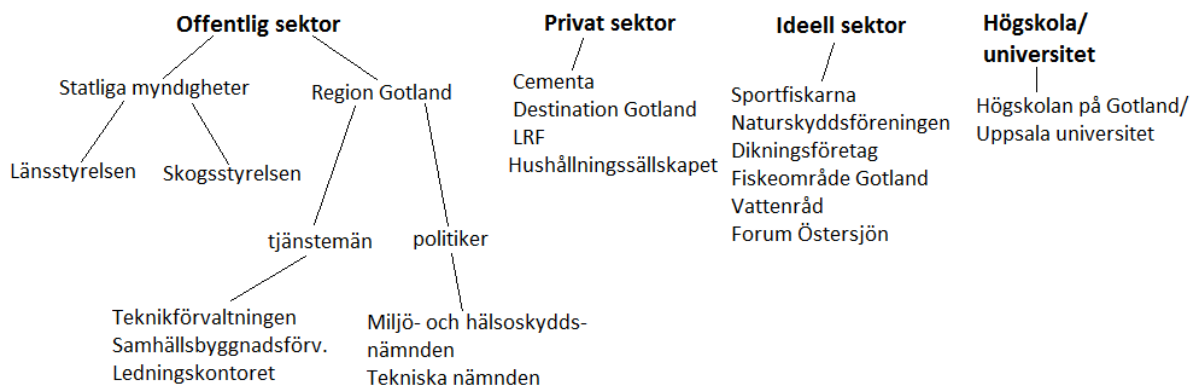 Offentlig sektor
Statliga myndigheter
Region Gotland
Länsstyrelsen
Skogsstyrelsen
tjänstemän
politiker
Teknikförvaltningen
Samhällsbyggnadsförv.
Ledningskontoret
Miljö- och hälsoskydds-
nämnden
Tekniska nämnden
Privat sektor
Cementa
Destination Gotland
LRF
Hushållningssällskapet
Ideell sektor
Sportfiskarna
Naturskyddsföreningen
Dikningsföretag
Fiskeområde Gotland
Vattenråd
Forum Östersjön
Högskola/
universitet
Högskolan på Gotland/
Uppsala universitet